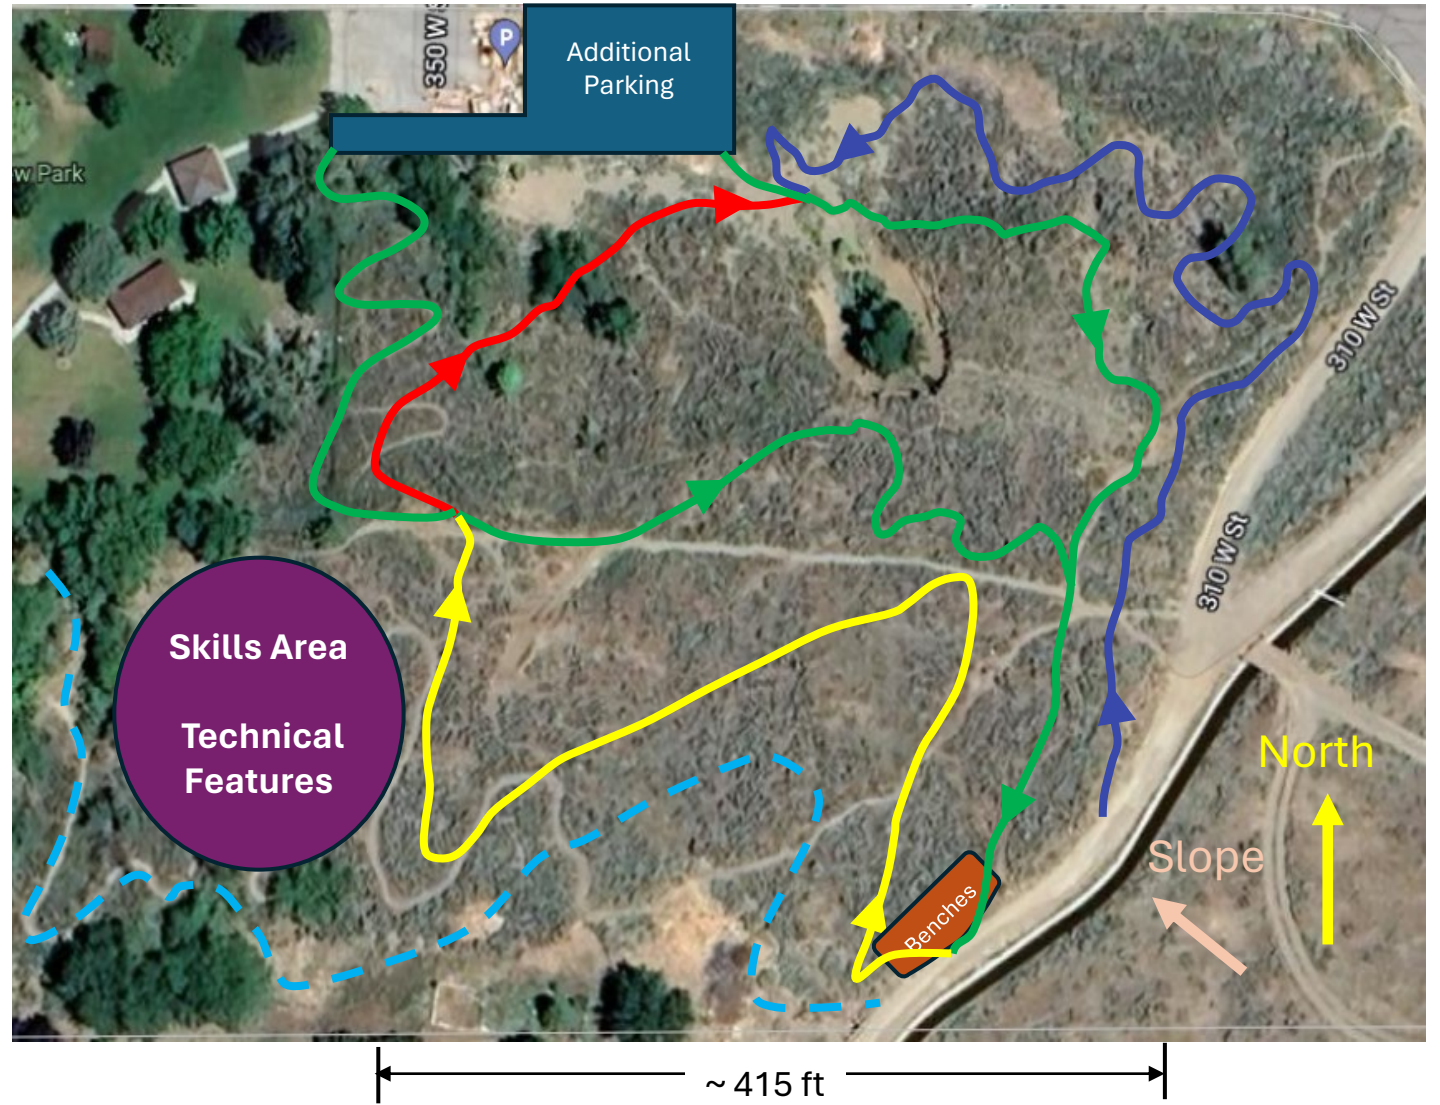 350 W S
P
Additional
Parking
w Park
310 W St
310 W St
Skills Area
Technical
Features
North
Slope
Benches
~ 415 ft